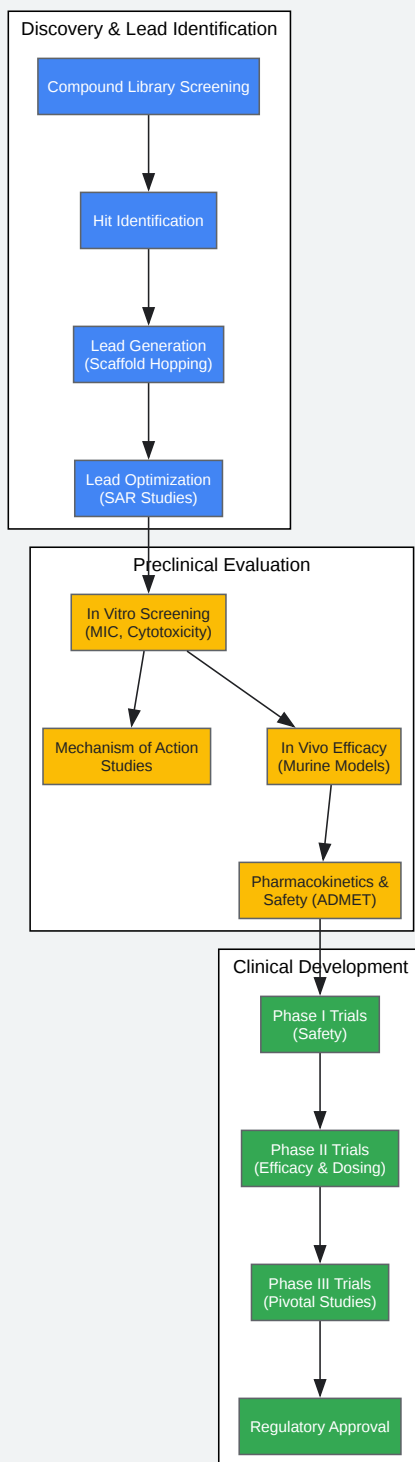 Discovery & Lead Identification
Compound Library Screening
Hit Identification
Lead Generation
(Scaffold Hopping)
Lead Optimization
(SAR Studies)
Preclinical Evaluation
In Vitro Screening
(MIC, Cytotoxicity)
Mechanism of Action
Studies
In Vivo Efficacy
(Murine Models)
Pharmacokinetics &
Safety (ADMET)
Clinical Development
Phase I Trials
(Safety)
Phase II Trials
(Efficacy & Dosing)
Phase III Trials
(Pivotal Studies)
Regulatory Approval